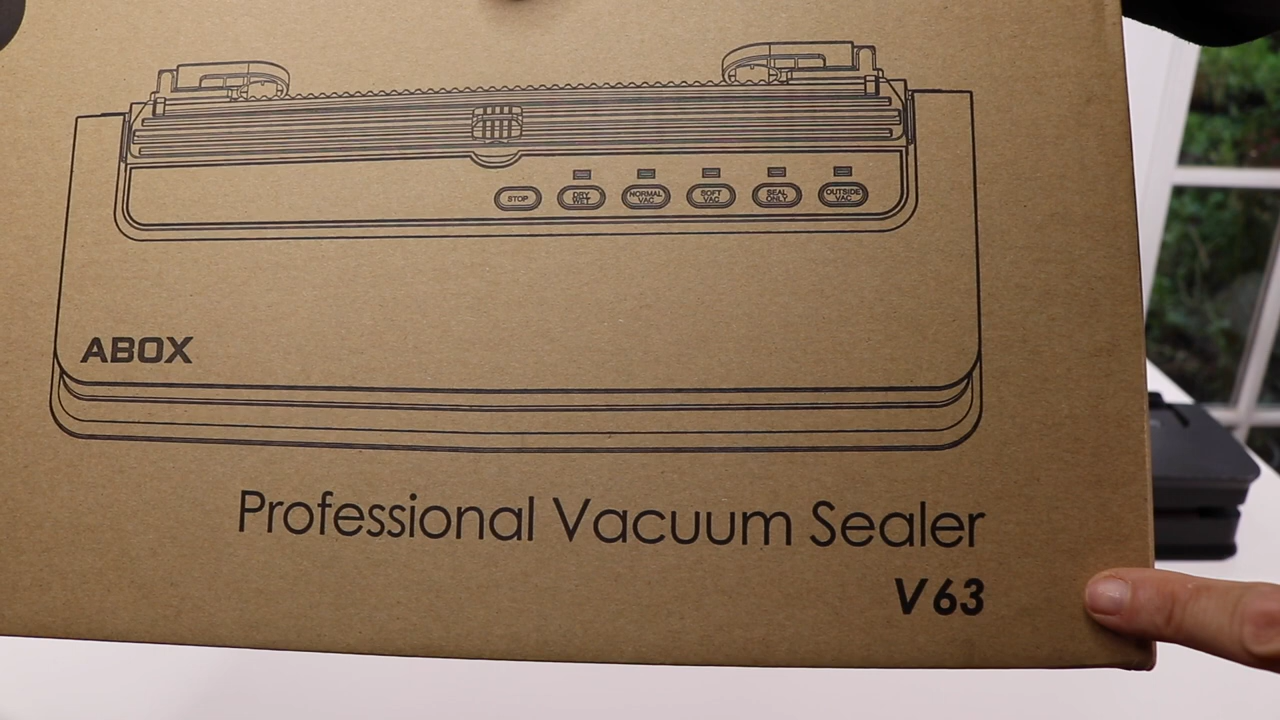 STOP
DRY
WET
NORMAL
VAC
SOFT
VAC
SEAL
ONLY
OUTSIDE
VAC
ABOX
Professional Vacuum Sealer
V63